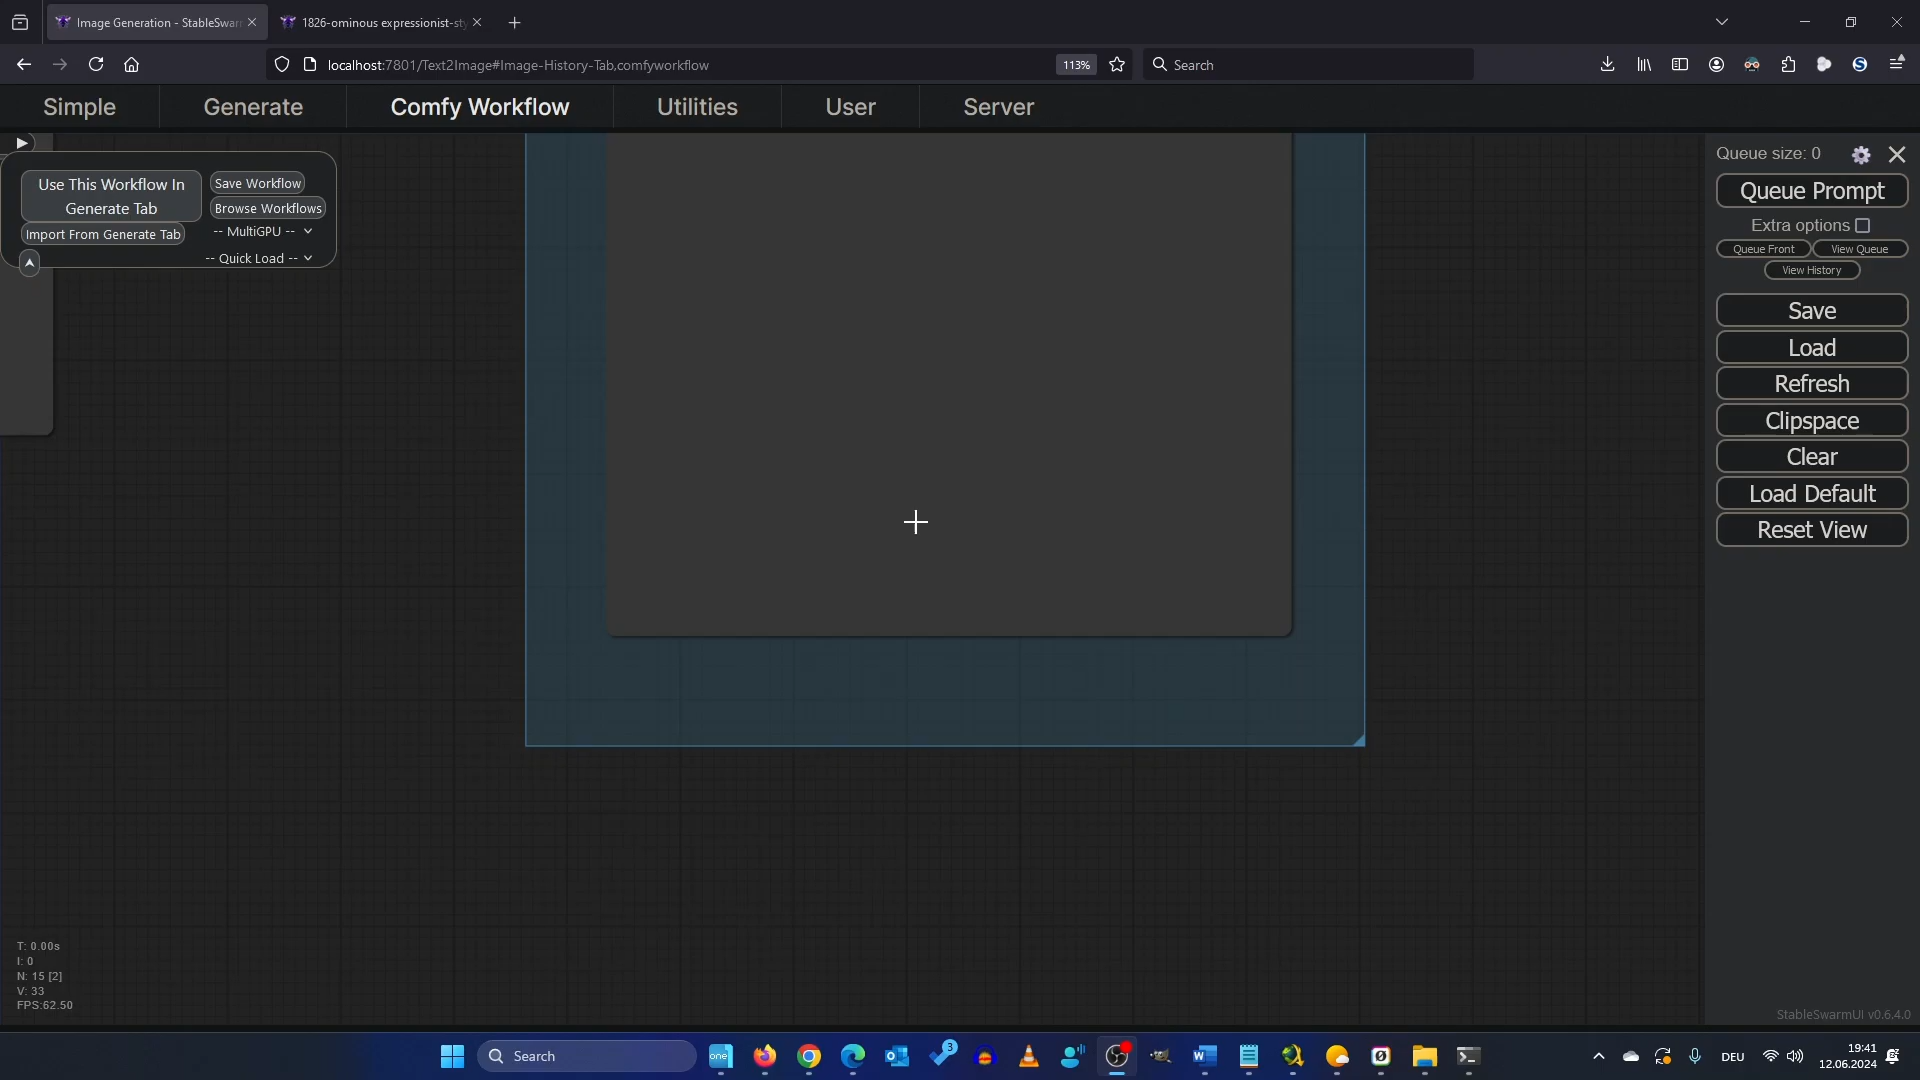 Image Generation - StableSwarm
1826-ominous expressionist-sty
localhost:7801/Text2Image#Image-History-Tab,comfyworkflow
113%
Search
Simple
Generate
Comfy Workflow
Utilities
User
Server
Use This Workflow In
Generate Tab
Save Workflow
Browse Workflows
Import From Generate Tab
-- MultiGPU --
-- Quick Load --
Queue size: 0
Queue Prompt
Extra options
Queue Front
View Queue
View History
Save
Load
Refresh
Clipspace
Clear
Load Default
Reset View
T: 0.00s
I: 0
N: 15 [2]
V: 33
FPS:62.50
StableSwarmUI v0.6.4.0
Search
one
3
DEU
19:41
12.06.2024